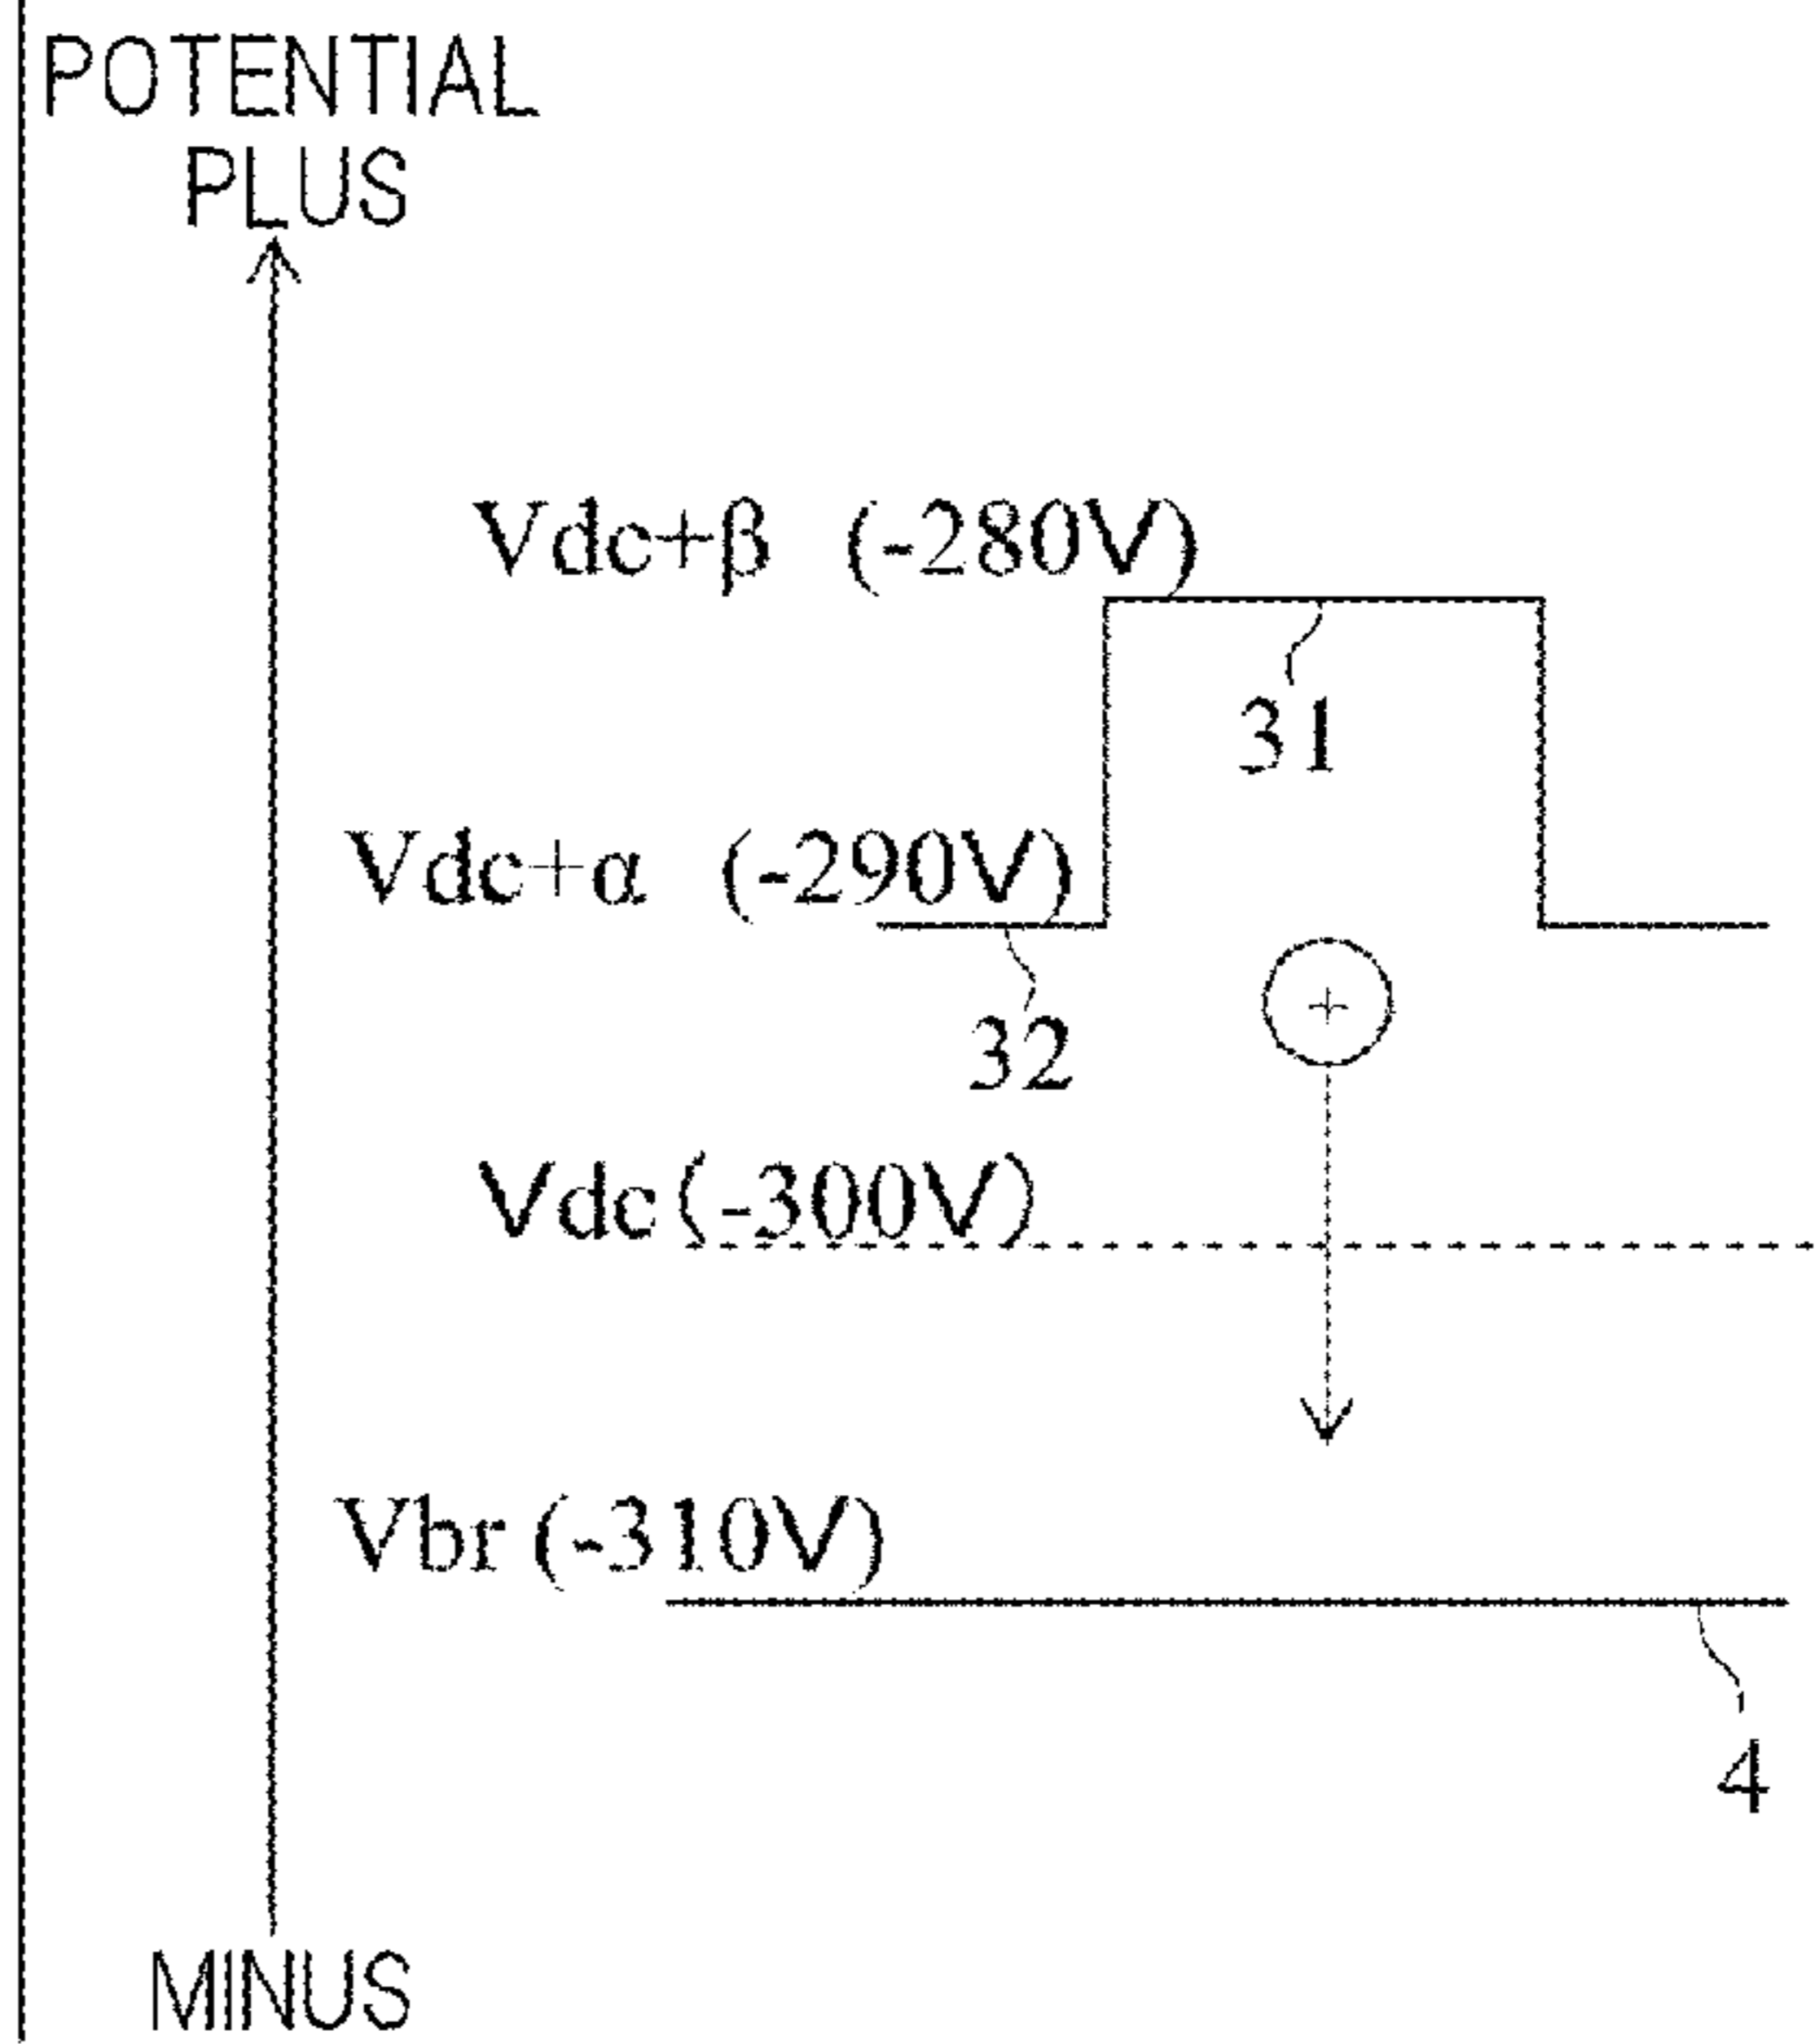 POTENTIAL
PLUS
Vdc+β (-280V)
31
Vdc+α (-290V)
32
+
Vdc (-300V)
Vbr (-310V)
4
MINUS